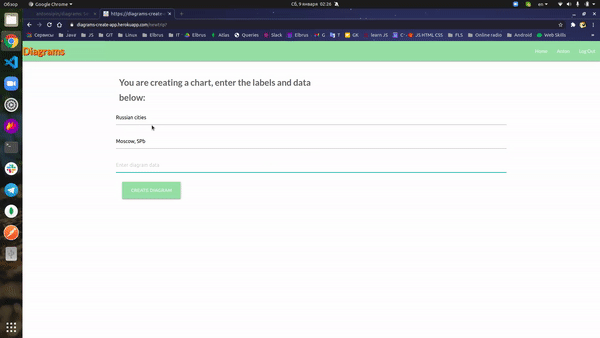 Обзор Google Chrome Сб, 9 января 02:26 en
https://diagrams-create-
diagrams-create-app.herokuapp.com/newtrip?
Сервисы Java JS GIT Linux EN Elbrus Atlas Queries Slack Elbrus G GK learn JS JS HTML CSS FLS Online radio Android Web Skills
Diagrams Home Log Out
You are creating a chart, enter the labels and data
below:
Russian cities
Moscow, SPb
Enter diagram data
CREATE DIAGRAM